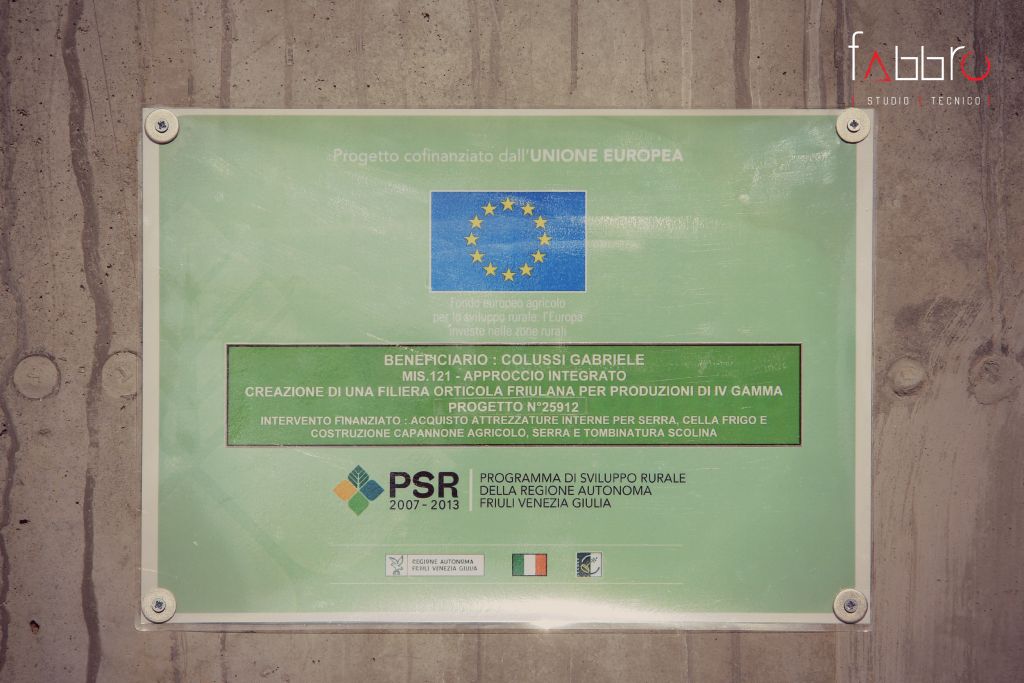 fabbro
STUDIO TECNICO
Progetto cofinanziato dall'UNIONE EUROPEA
Fondo europeo agricolo
per lo sviluppo rurale: l'Europa
investe nelle zone rurali
BENEFICIARIO : COLUSSI GABRIELE
MIS.121 - APPROCCIO INTEGRATO
CREAZIONE DI UNA FILIERA ORTICOLA FRIULANA PER PRODUZIONI DI IV GAMMA
PROGETTO N°25912
INTERVENTO FINANZIATO : ACQUISTO ATTREZZATURE INTERNE PER SERRA, CELLA FRIGO E
COSTRUZIONE CAPANNONE AGRICOLO, SERRA E TOMBINATURA SCOLINA
PSR
2007-2013
PROGRAMMA DI SVILUPPO RURALE
DELLA REGIONE AUTONOMA
FRIULI VENEZIA GIULIA
REGIONE AUTONOMA
FRIULI VENEZIA GIULIA